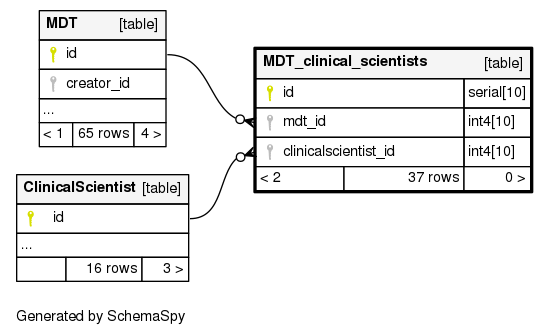 MDT [table]
id
creator_id
...
< 1 65 rows 4 >
MDT_clinical_scientists [table]
id serial[10]
mdt_id int4[10]
clinicalscientist_id int4[10]
< 2 37 rows 0 >
ClinicalScientist [table]
id
...
16 rows 3 >
Generated by SchemaSpy